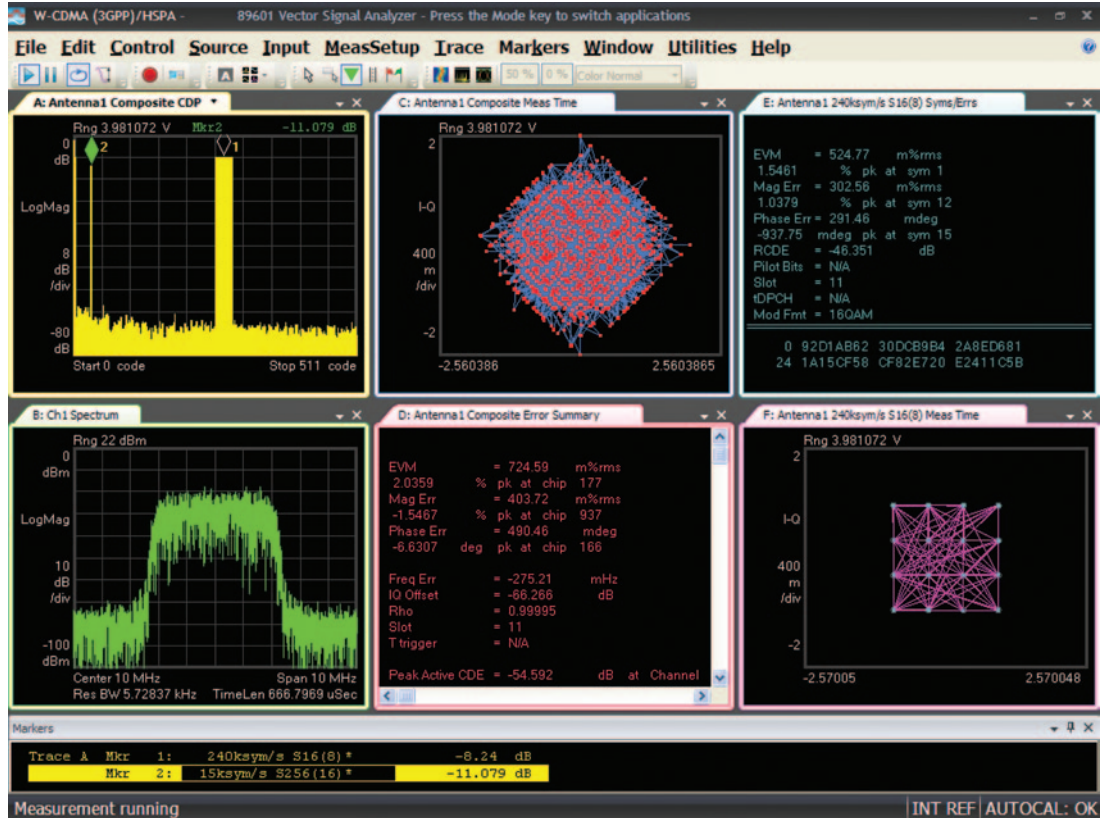 W-CDMA (3GPP)/HSPA - 89601 Vector Signal Analyzer - Press the Mode key to switch applications
File Edit Control Source Input MeasSetup Trace Markers Window Utilities Help
50 % 0 % Color Normal
A: Antenna1 Composite CDP
Rng 3.981072 V Mkr2 -11.079 dB
0
dB
2
1
LogMag
8
dB
/div
-80
dB
Start 0 code Stop 511 code
C: Antenna1 Composite Meas Time
Rng 3.981072 V
2
I-Q
400
m
/div
-2
-2.560386 2.5603865
E: Antenna1 240ksym/s S16(8) Syms/Errs
EVM = 524.77 m%rms
1.5461 % pk at sym 1
Mag Err = 302.56 m%rms
1.0379 % pk at sym 12
Phase Err = 291.46 mdeg
-937.75 mdeg pk at sym 15
RCDE = -46.351 dB
Pilot Bits = N/A
Slot = 11
tDPCH = N/A
Mod Fmt = 16QAM
0 92D1AB62 30DCB9B4 2A8ED681
24 1A15CF58 CF82E720 E2411C5B
B: Ch1 Spectrum
Rng 22 dBm
0
dBm
LogMag
10
dB
/div
-100
dBm
Center 10 MHz Span 10 MHz
Res BW 5.72837 kHz TimeLen 666.7969 uSec
D: Antenna1 Composite Error Summary
EVM = 724.59 m%rms
2.0359 % pk at chip 177
Mag Err = 403.72 m%rms
-1.5467 % pk at chip 937
Phase Err = 490.46 mdeg
-6.6307 deg pk at chip 166
Freq Err = -275.21 mHz
IQ Offset = -66.266 dB
Rho = 0.99995
Slot = 11
T trigger = N/A
Peak Active CDE = -54.592 dB at Channel
F: Antenna1 240ksym/s S16(8) Meas Time
Rng 3.981072 V
2
I-Q
400
m
/div
-2
-2.57005 2.570048
Markers
Trace A Mkr 1: 240ksym/s S16(8)* -8.24 dB
Mkr 2: 15ksym/s S256(16)* -11.079 dB
Measurement running INT REF AUTOCAL: OK